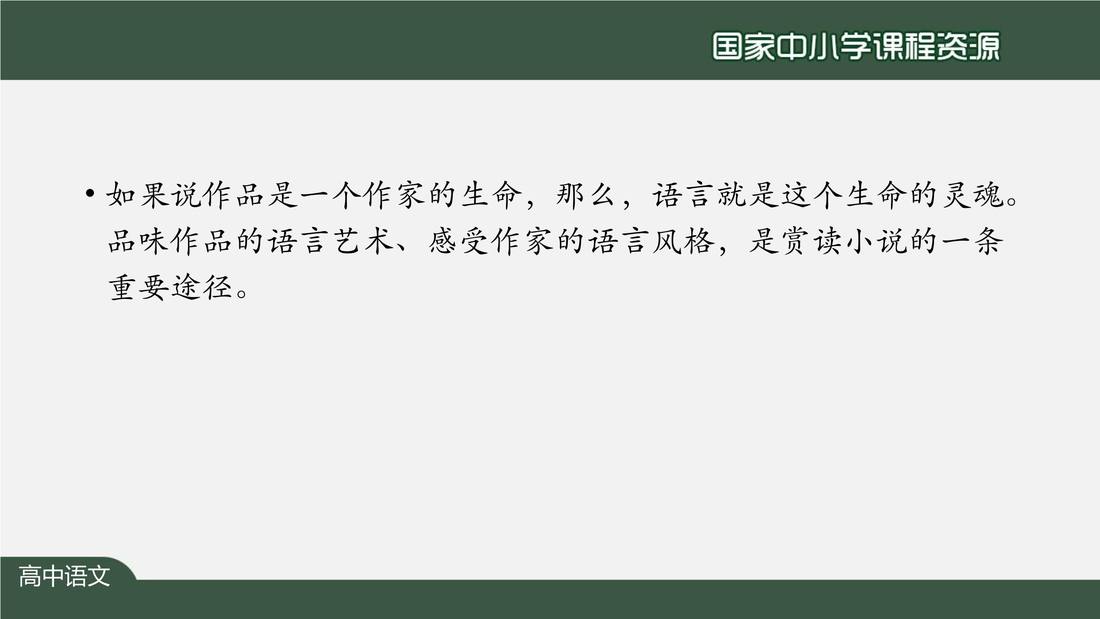 国家中小学课程资源
• 如果说作品是一个作家的生命，那么，语言就是这个生命的灵魂。
品味作品的语言艺术、感受作家的语言风格，是赏读小说的一条
重要途径。
高中语文